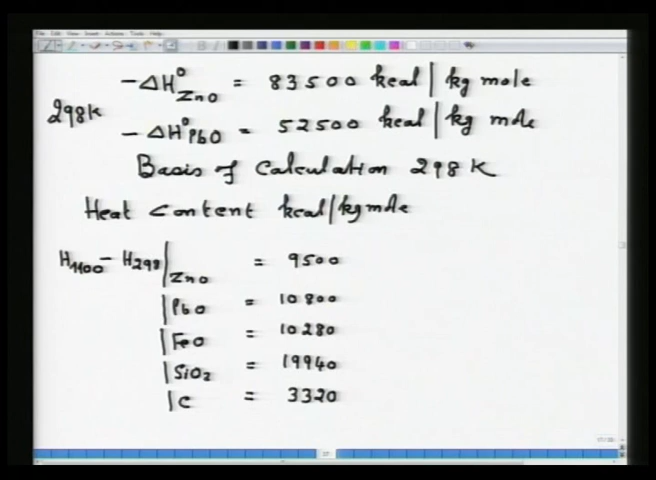 -ΔH°ZnO = 83500 kcal | kg mole
298K
-ΔH°PbO = 52500 kcal | kg mole
Basis of Calculation 298 K
Heat content kcal/kg mole
H1100 - H298 |ZnO = 9500
|PbO = 10800
|FeO = 10280
|SiO2 = 19940
|C = 3320